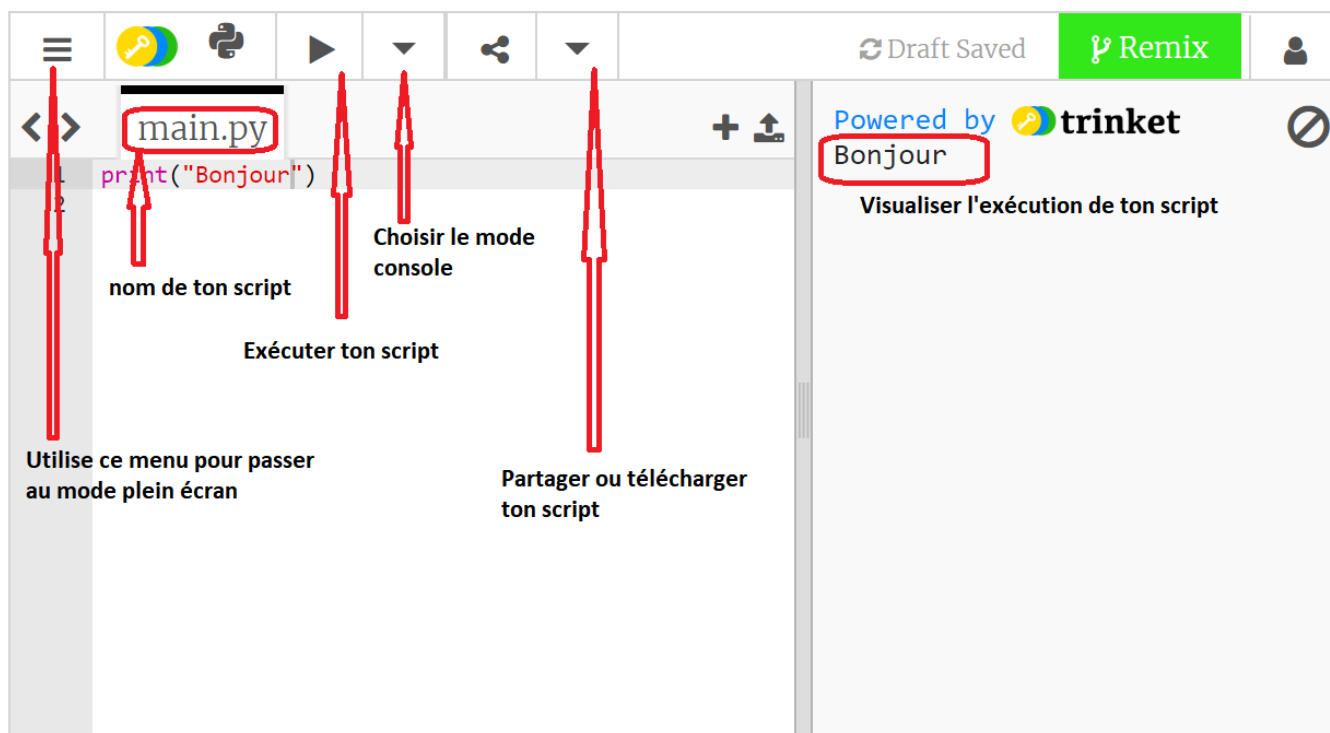 Draft Saved
Remix
main.py
Powered by trinket
Bonjour
1 print("Bonjour")
2
Visualiser l'exécution de ton script
Choisir le mode
console
nom de ton script
Exécuter ton script
Utilise ce menu pour passer
au mode plein écran
Partager ou télécharger
ton script